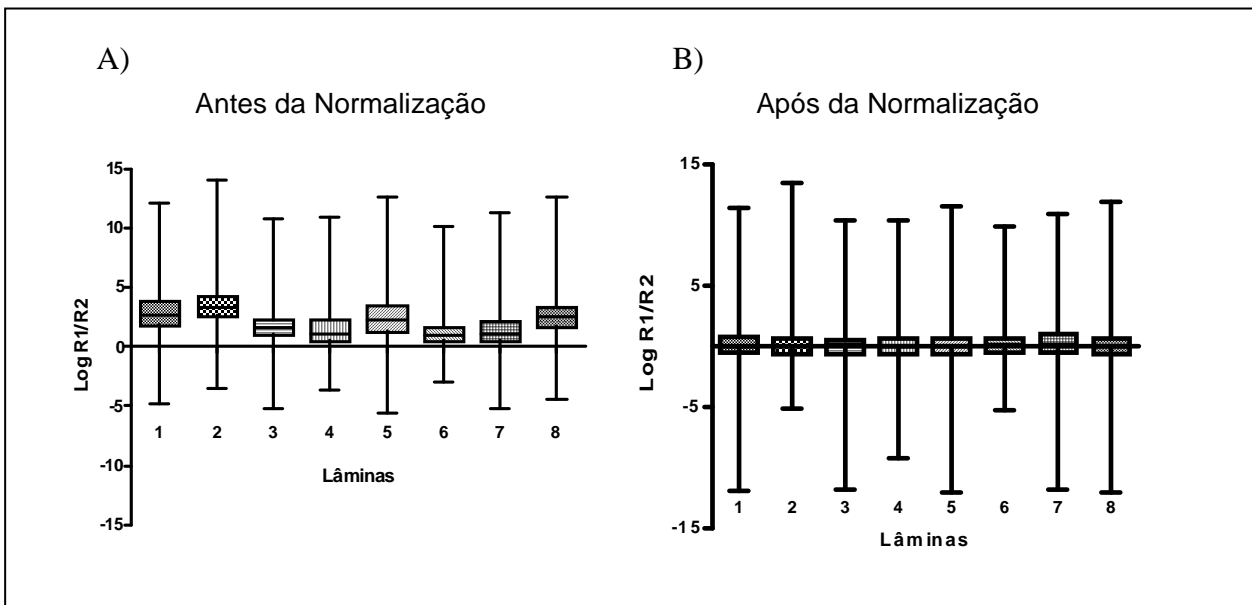 A)
Antes da Normalização
15
10
5
0
-5
-10
-15
Log R1/R2
1 2 3 4 5 6 7 8
Lâminas
B)
Após da Normalização
15
5
-5
-15
Log R1/R2
1 2 3 4 5 6 7 8
Lâminas